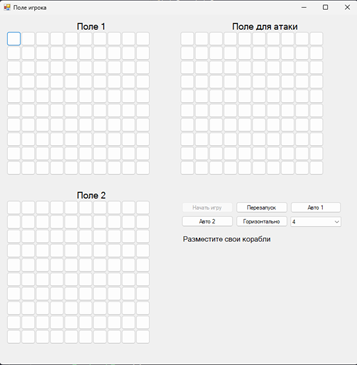 Поле игрока
Поле 1
Поле для атаки
Поле 2
Начать игру
Перезапуск
Авто 1
Авто 2
Горизонтально
4
Разместите свои корабли